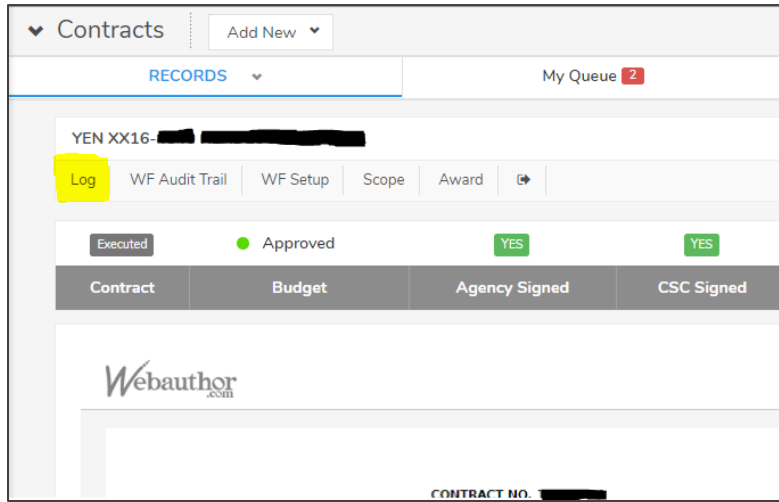 Contracts Add New
RECORDS My Queue 2
YEN XX16-
Log WF Audit Trail WF Setup Scope Award
Executed Approved YES YES
Contract Budget Agency Signed CSC Signed
Webauthor
.com
CONTRACT NO.